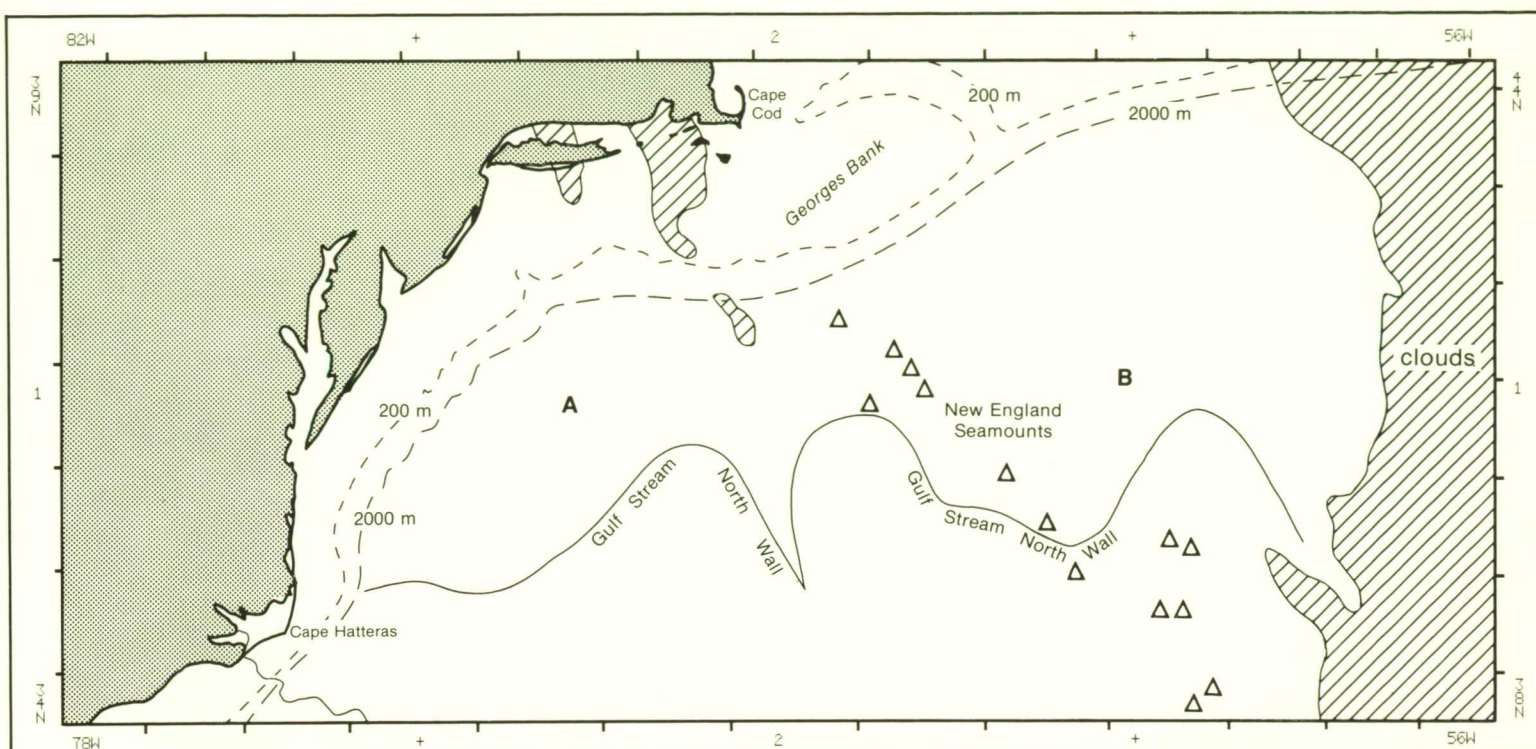 82W + 2 + 56W
39N
44N
Cape
Cod
200 m
2000 m
Georges Bank
clouds
1
1
A
B
New England
Seamounts
200 m
2000 m
Gulf Stream North Wall
Gulf Stream North Wall
Cape Hatteras
34N
38N
78W + 2 + 56W